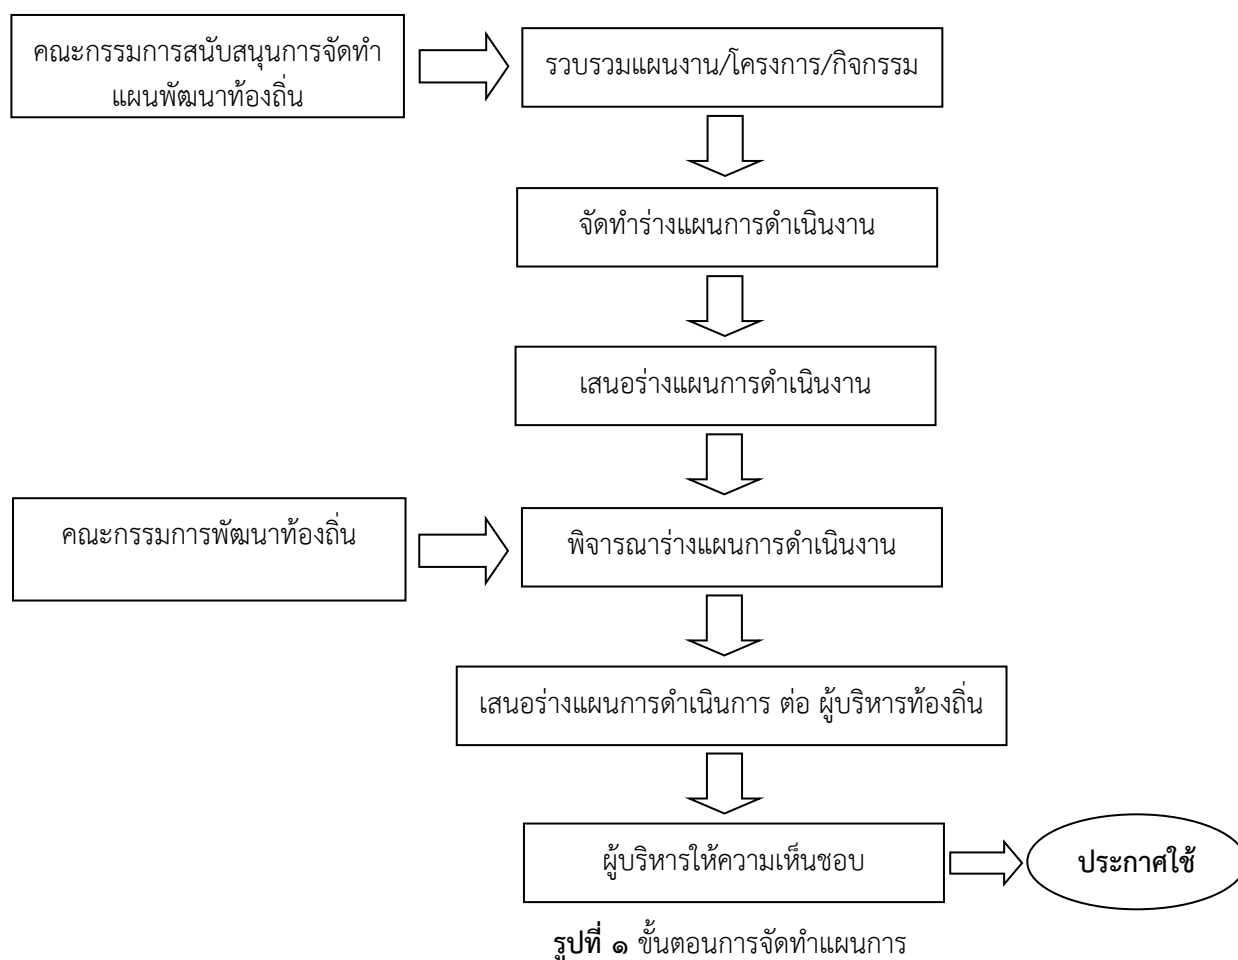 คณะกรรมการสนับสนุนการจัดทำ
แผนพัฒนาท้องถิ่น
รวบรวมแผนงาน/โครงการ/กิจกรรม
จัดทำร่างแผนการดำเนินงาน
เสนอร่างแผนการดำเนินงาน
คณะกรรมการพัฒนาท้องถิ่น
พิจารณาร่างแผนการดำเนินงาน
เสนอร่างแผนการดำเนินการ ต่อ ผู้บริหารท้องถิ่น
ผู้บริหารให้ความเห็นชอบ
ประกาศใช้
รูปที่ ๑ ขั้นตอนการจัดทำแผนการ